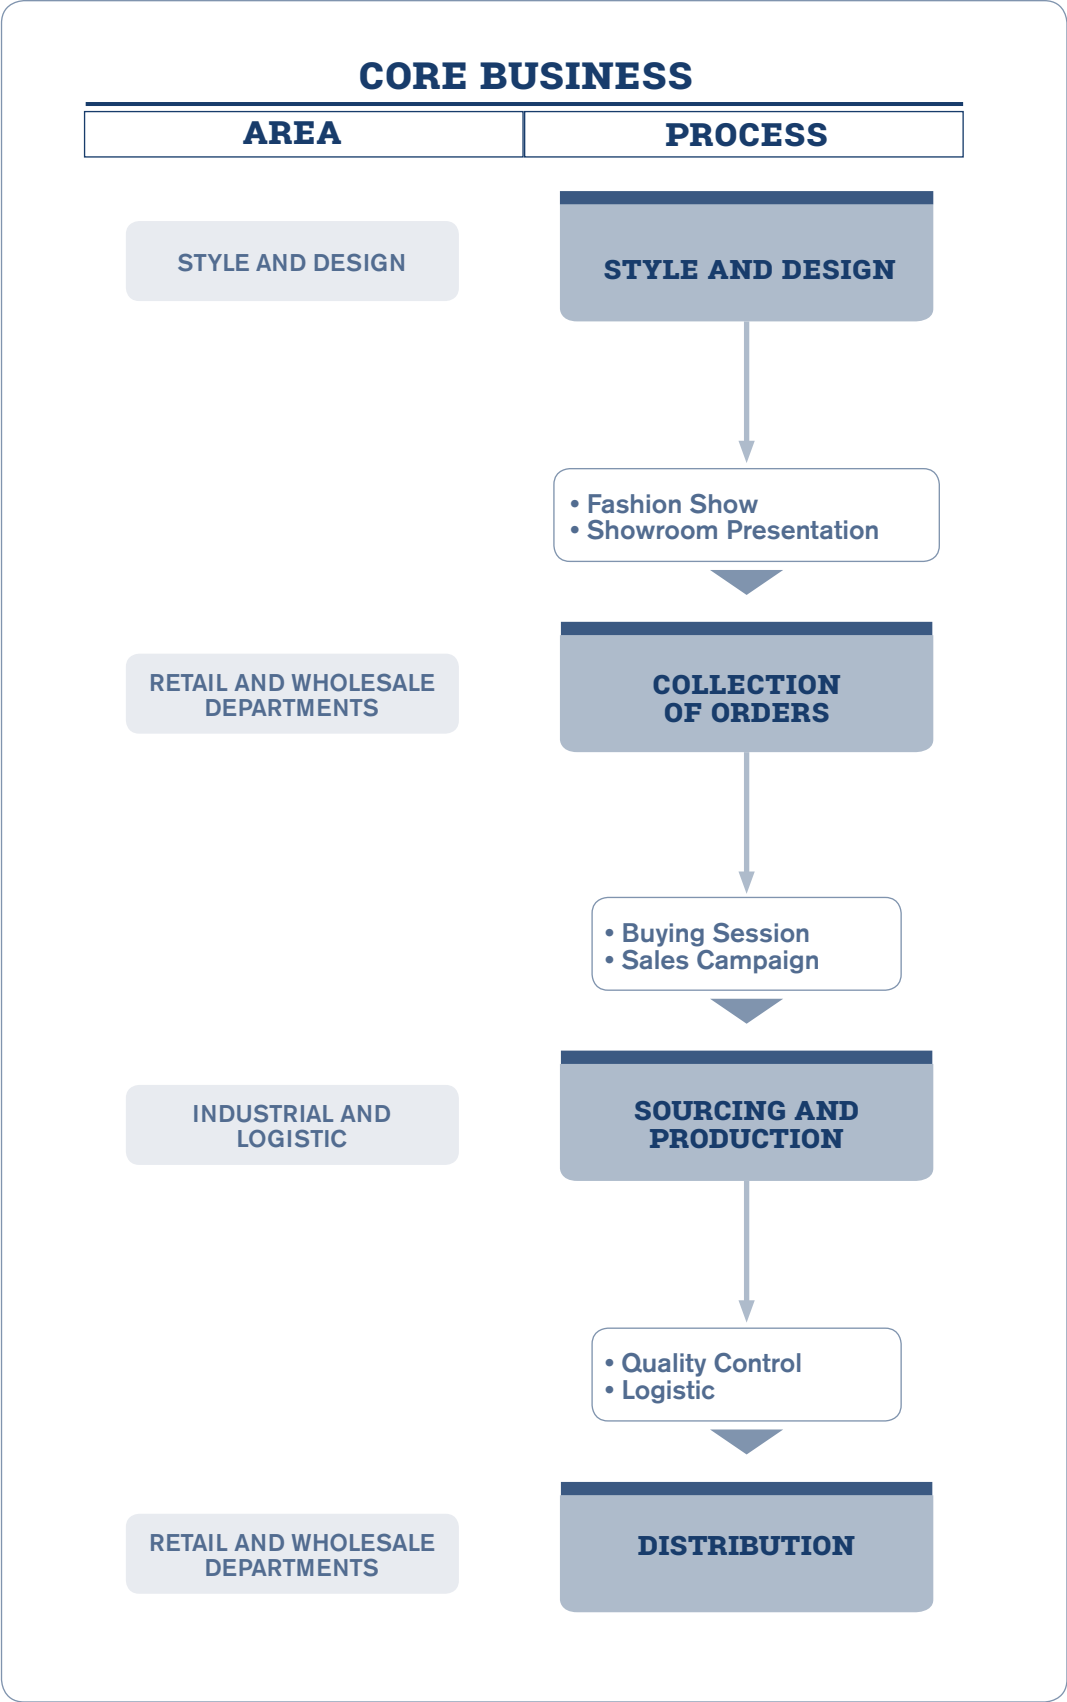 CORE BUSINESS
AREA
PROCESS
STYLE AND DESIGN
STYLE AND DESIGN
• Fashion Show
• Showroom Presentation
RETAIL AND WHOLESALE
DEPARTMENTS
COLLECTION
OF ORDERS
• Buying Session
• Sales Campaign
INDUSTRIAL AND
LOGISTIC
SOURCING AND
PRODUCTION
• Quality Control
• Logistic
RETAIL AND WHOLESALE
DEPARTMENTS
DISTRIBUTION